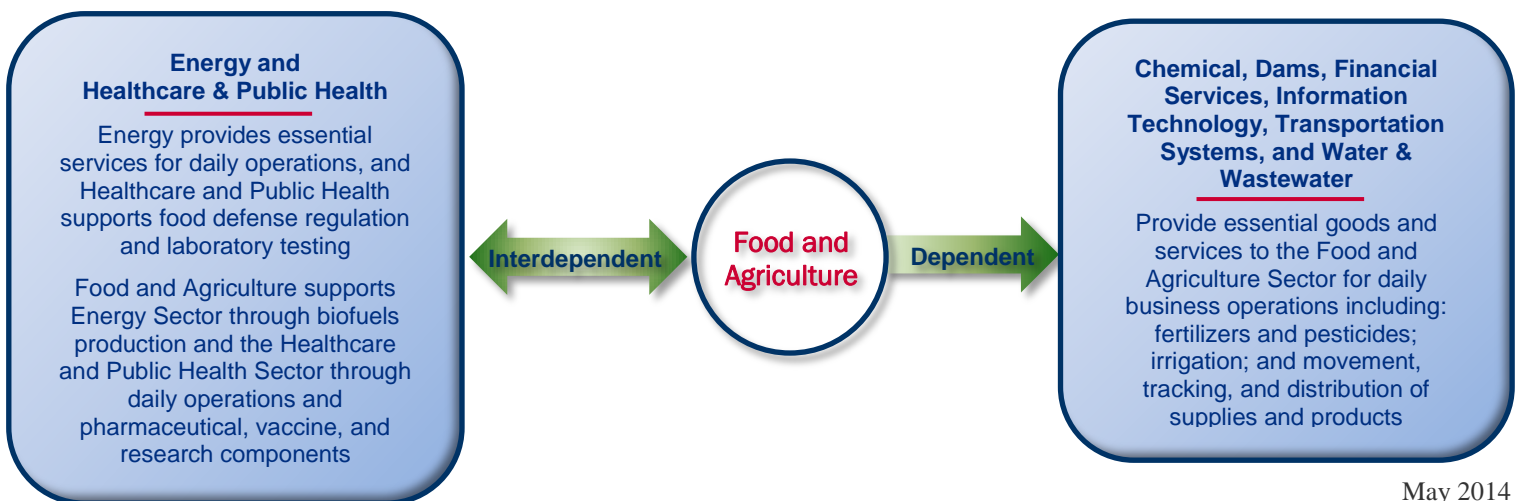 Energy and
Healthcare & Public Health
Energy provides essential
services for daily operations, and
Healthcare and Public Health
supports food defense regulation
and laboratory testing
Food and Agriculture supports
Energy Sector through biofuels
production and the Healthcare
and Public Health Sector through
daily operations and
pharmaceutical, vaccine, and
research components
Interdependent
Food and
Agriculture
Dependent
Chemical, Dams, Financial
Services, Information
Technology, Transportation
Systems, and Water &
Wastewater
Provide essential goods and
services to the Food and
Agriculture Sector for daily
business operations including:
fertilizers and pesticides;
irrigation; and movement,
tracking, and distribution of
supplies and products
May 2014